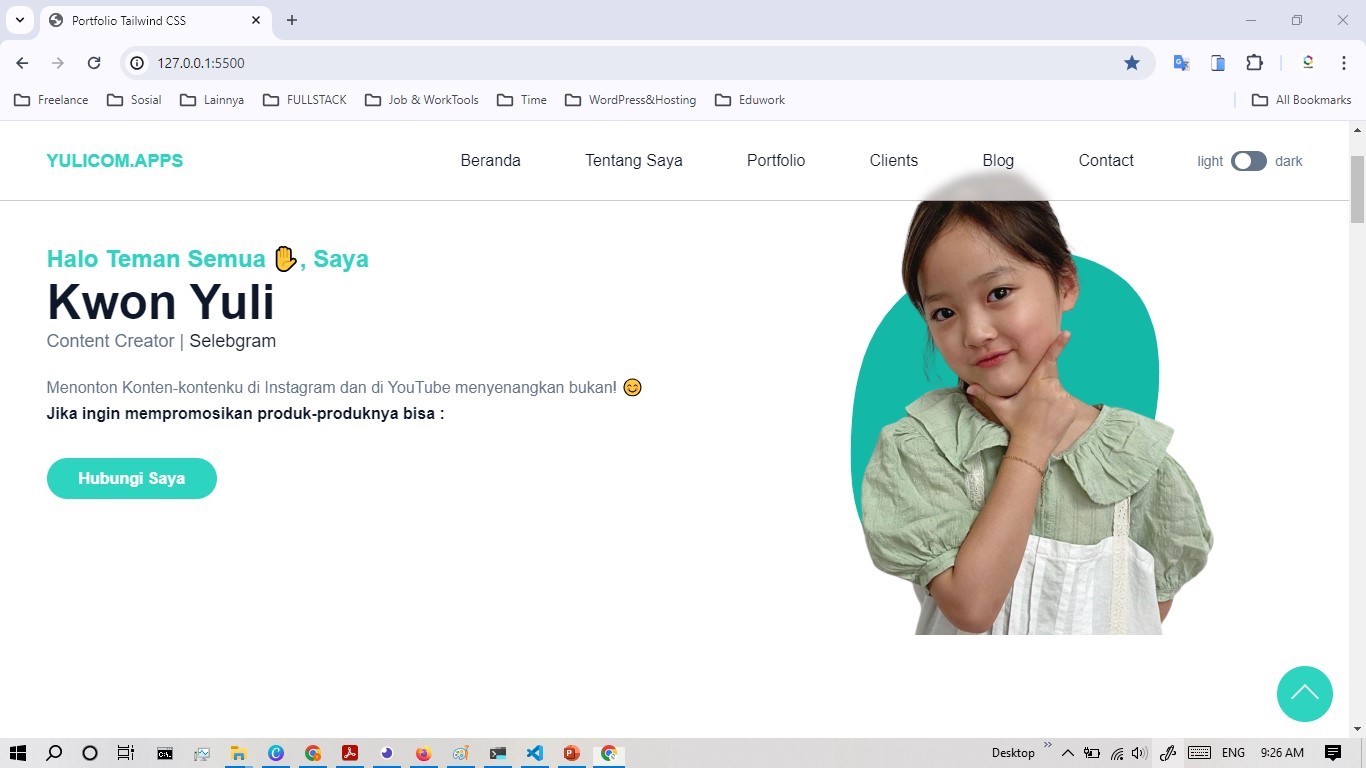 Portfolio Tailwind CSS
127.0.0.1:5500
Freelance Sosial Lainnya FULLSTACK Job & WorkTools Time WordPress&Hosting Eduwork All Bookmarks
YULICOM.APPS Beranda Tentang Saya Portfolio Clients Blog Contact light dark
Halo Teman Semua ✋, Saya
Kwon Yuli
Content Creator | Selebgram
Menonton Konten-kontenku di Instagram dan di YouTube menyenangkan bukan! 😊
Jika ingin mempromosikan produk-produknya bisa :
Hubungi Saya
Desktop ENG 9:26 AM